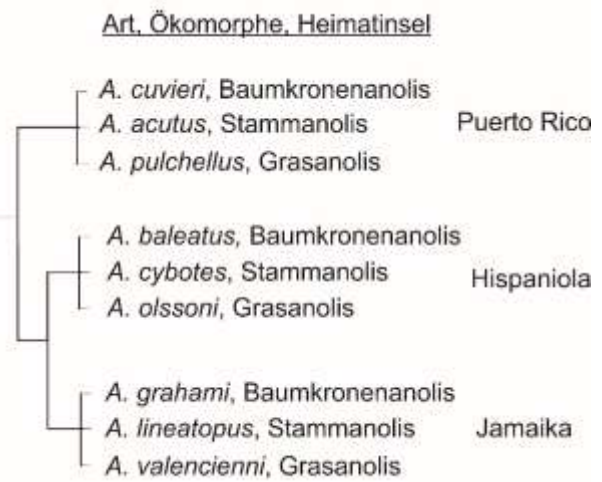 Art, Ökomorphe, Heimatinsel
A. cuvieri, Baumkronenanolis
A. acutus, Stammanolis
Puerto Rico
A. pulchellus, Grasanolis
A. baleatus, Baumkronenanolis
A. cybotes, Stammanolis
Hispaniola
A. olssoni, Grasanolis
A. grahami, Baumkronenanolis
A. lineatopus, Stammanolis
Jamaika
A. valencienni, Grasanolis